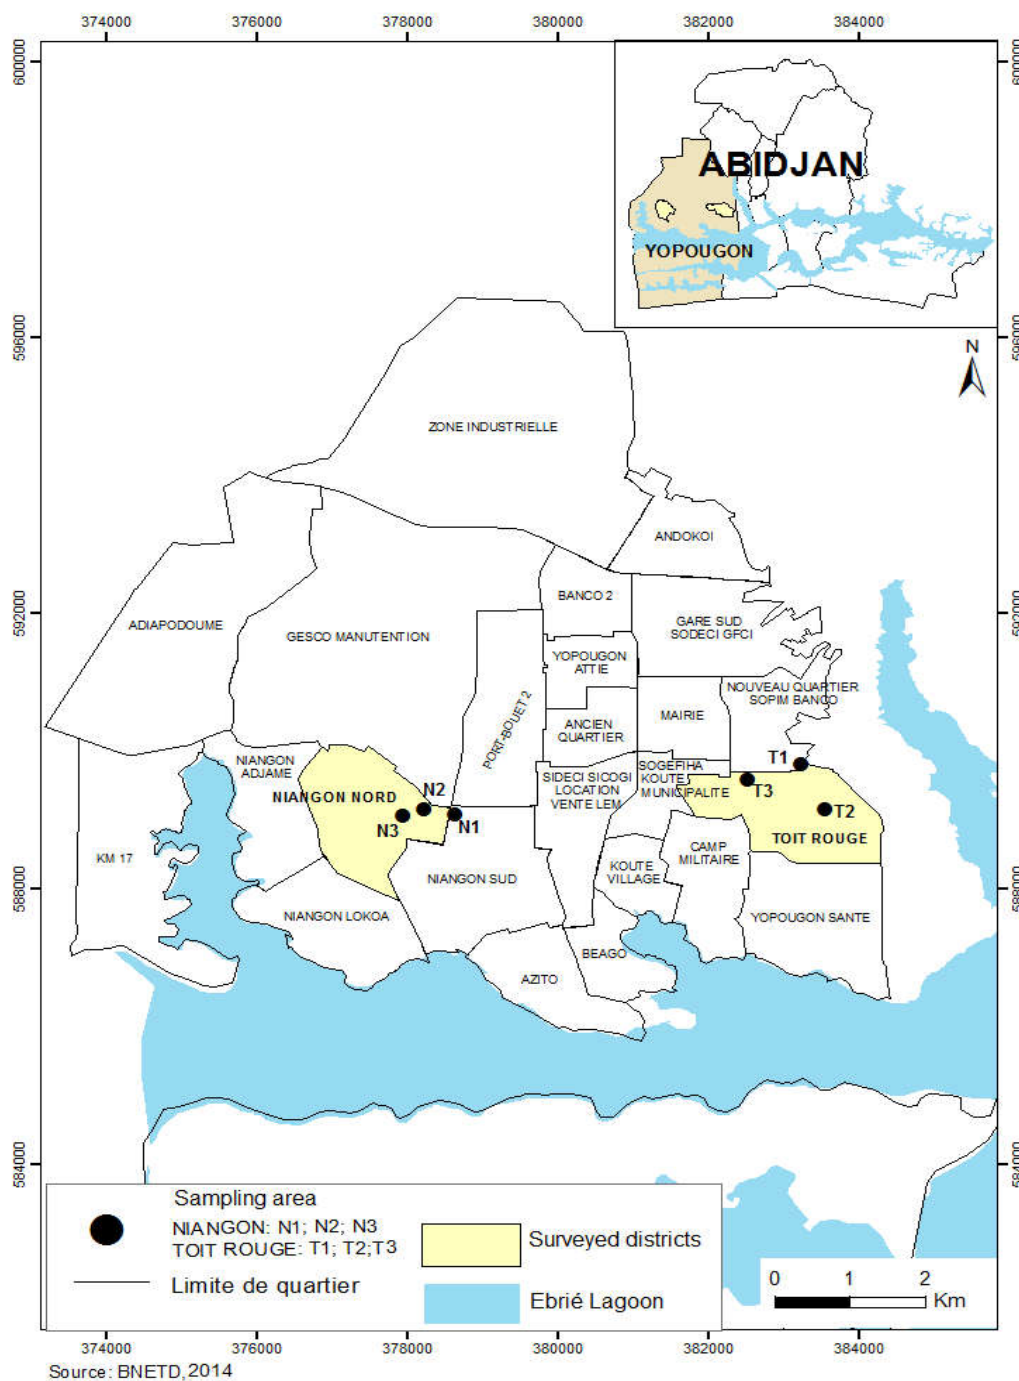 374000 376000 378000 380000 382000 384000
600000 600000
ABIDJAN
YOPOUGON
596000 596000
N
ZONE INDUSTRIELLE
ANDOKOI
592000 592000
BANCO 2
ADIAPODOUME
GESCO MANUTENTION
GARE SUD
SODECI GFCI
YOPOUGON
ATTIE
PORT-BOUET 2
NOUVEAU QUARTIER
SOPIM BANCO
MAIRIE
ANCIEN
QUARTIER
NIANGON
ADJAME
SIDECI SICOGI
LOCATION
VENTE LEM
SOGEFIHA
KOUTE
MUNICIPALITE
T1
T3
T2
TOIT ROUGE
NIANGON NORD
N2
N3
N1
KM 17
NIANGON SUD
KOUTE
VILLAGE
CAMP
MILITAIRE
588000 588000
NIANGON LOKOA
YOPOUGON SANTE
BEAGO
AZITO
584000 584000
Sampling area
NIANGON: N1; N2; N3
TOIT ROUGE: T1; T2;T3
Limite de quartier
Surveyed districts
Ebrié Lagoon
0 1 2
Km
374000 376000 378000 380000 382000 384000
Source: BNETD, 2014